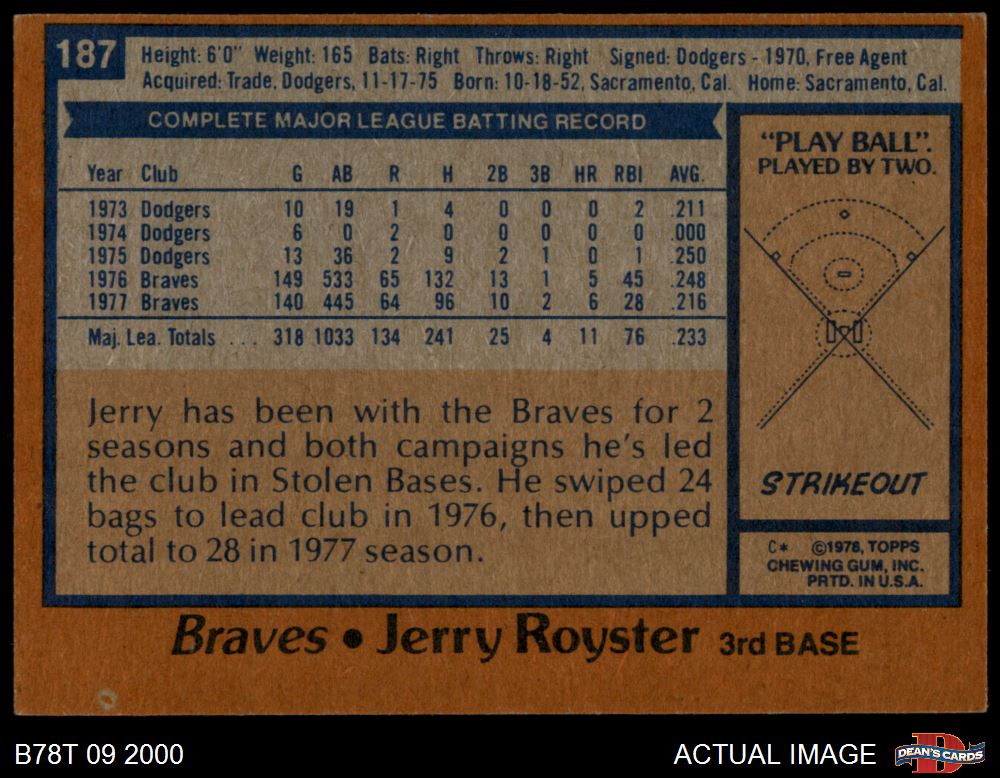 187
Height: 6'0" Weight: 165 Bats: Right Throws: Right Signed: Dodgers - 1970, Free Agent
Acquired: Trade, Dodgers, 11-17-75 Born: 10-18-52, Sacramento, Cal. Home: Sacramento, Cal.
COMPLETE MAJOR LEAGUE BATTING RECORD
Year Club G AB R H 2B 3B HR RBI AVG.
1973 Dodgers 10 19 1 4 0 0 0 2 .211
1974 Dodgers 6 0 2 0 0 0 0 0 .000
1975 Dodgers 13 36 2 9 2 1 0 1 .250
1976 Braves 149 533 65 132 13 1 5 45 .248
1977 Braves 140 445 64 96 10 2 6 28 .216
Maj. Lea. Totals . . . 318 1033 134 241 25 4 11 76 .233
Jerry has been with the Braves for 2
seasons and both campaigns he's led
the club in Stolen Bases. He swiped 24
bags to lead club in 1976, then upped
total to 28 in 1977 season.
"PLAY BALL".
PLAYED BY TWO.
STRIKEOUT
C* ©1978, TOPPS
CHEWING GUM, INC.
PRTD. IN U.S.A.
Braves • Jerry Royster 3rd BASE
B78T 09 2000
ACTUAL IMAGE
DEAN'S CARDS